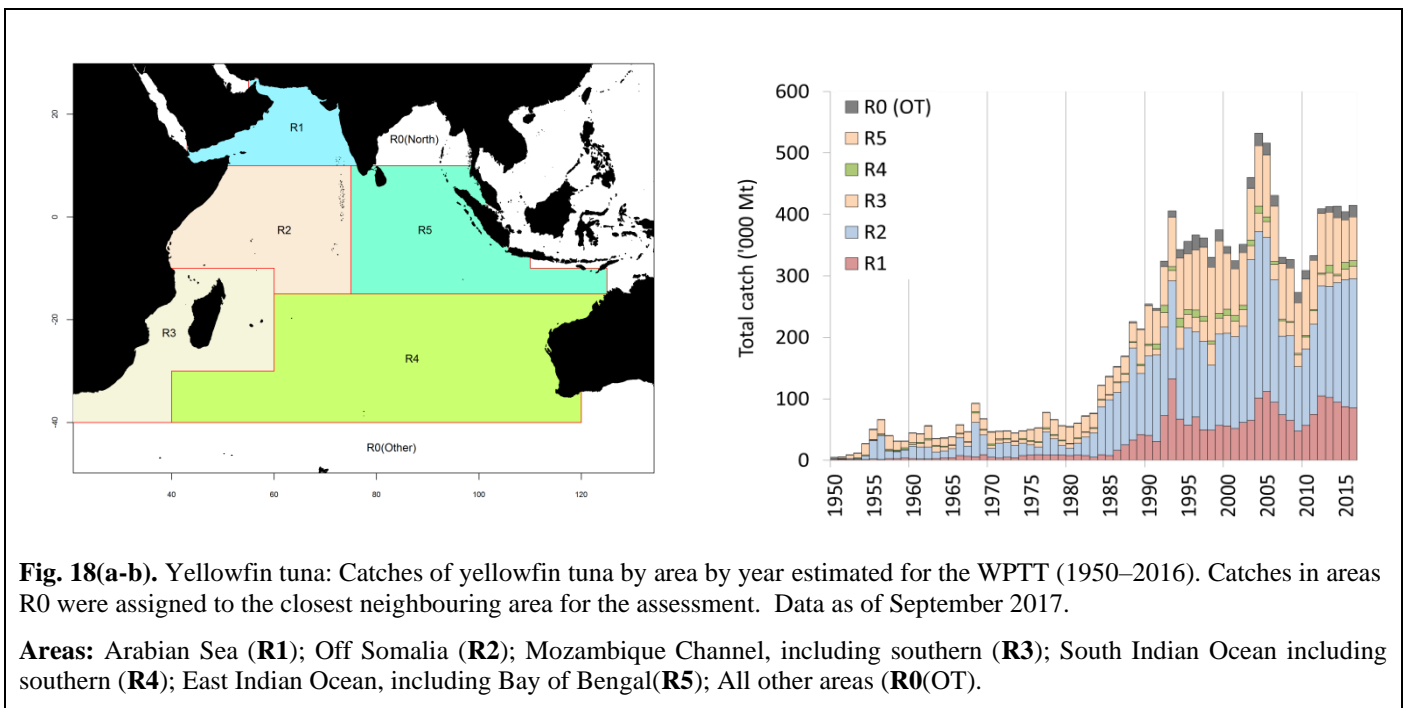 20
0
-20
-40
40
60
80
100
120
R1
R0(North)
R2
R5
R3
R4
R0(Other)
Total catch ('000 Mt)
600
500
400
300
200
100
0
R0 (OT)
R5
R4
R3
R2
R1
1950
1955
1960
1965
1970
1975
1980
1985
1990
1995
2000
2005
2010
2015
Fig. 18(a-b). Yellowfin tuna: Catches of yellowfin tuna by area by year estimated for the WPTT (1950–2016). Catches in areas
R0 were assigned to the closest neighbouring area for the assessment. Data as of September 2017.
Areas: Arabian Sea (R1); Off Somalia (R2); Mozambique Channel, including southern (R3); South Indian Ocean including
southern (R4); East Indian Ocean, including Bay of Bengal(R5); All other areas (R0(OT).